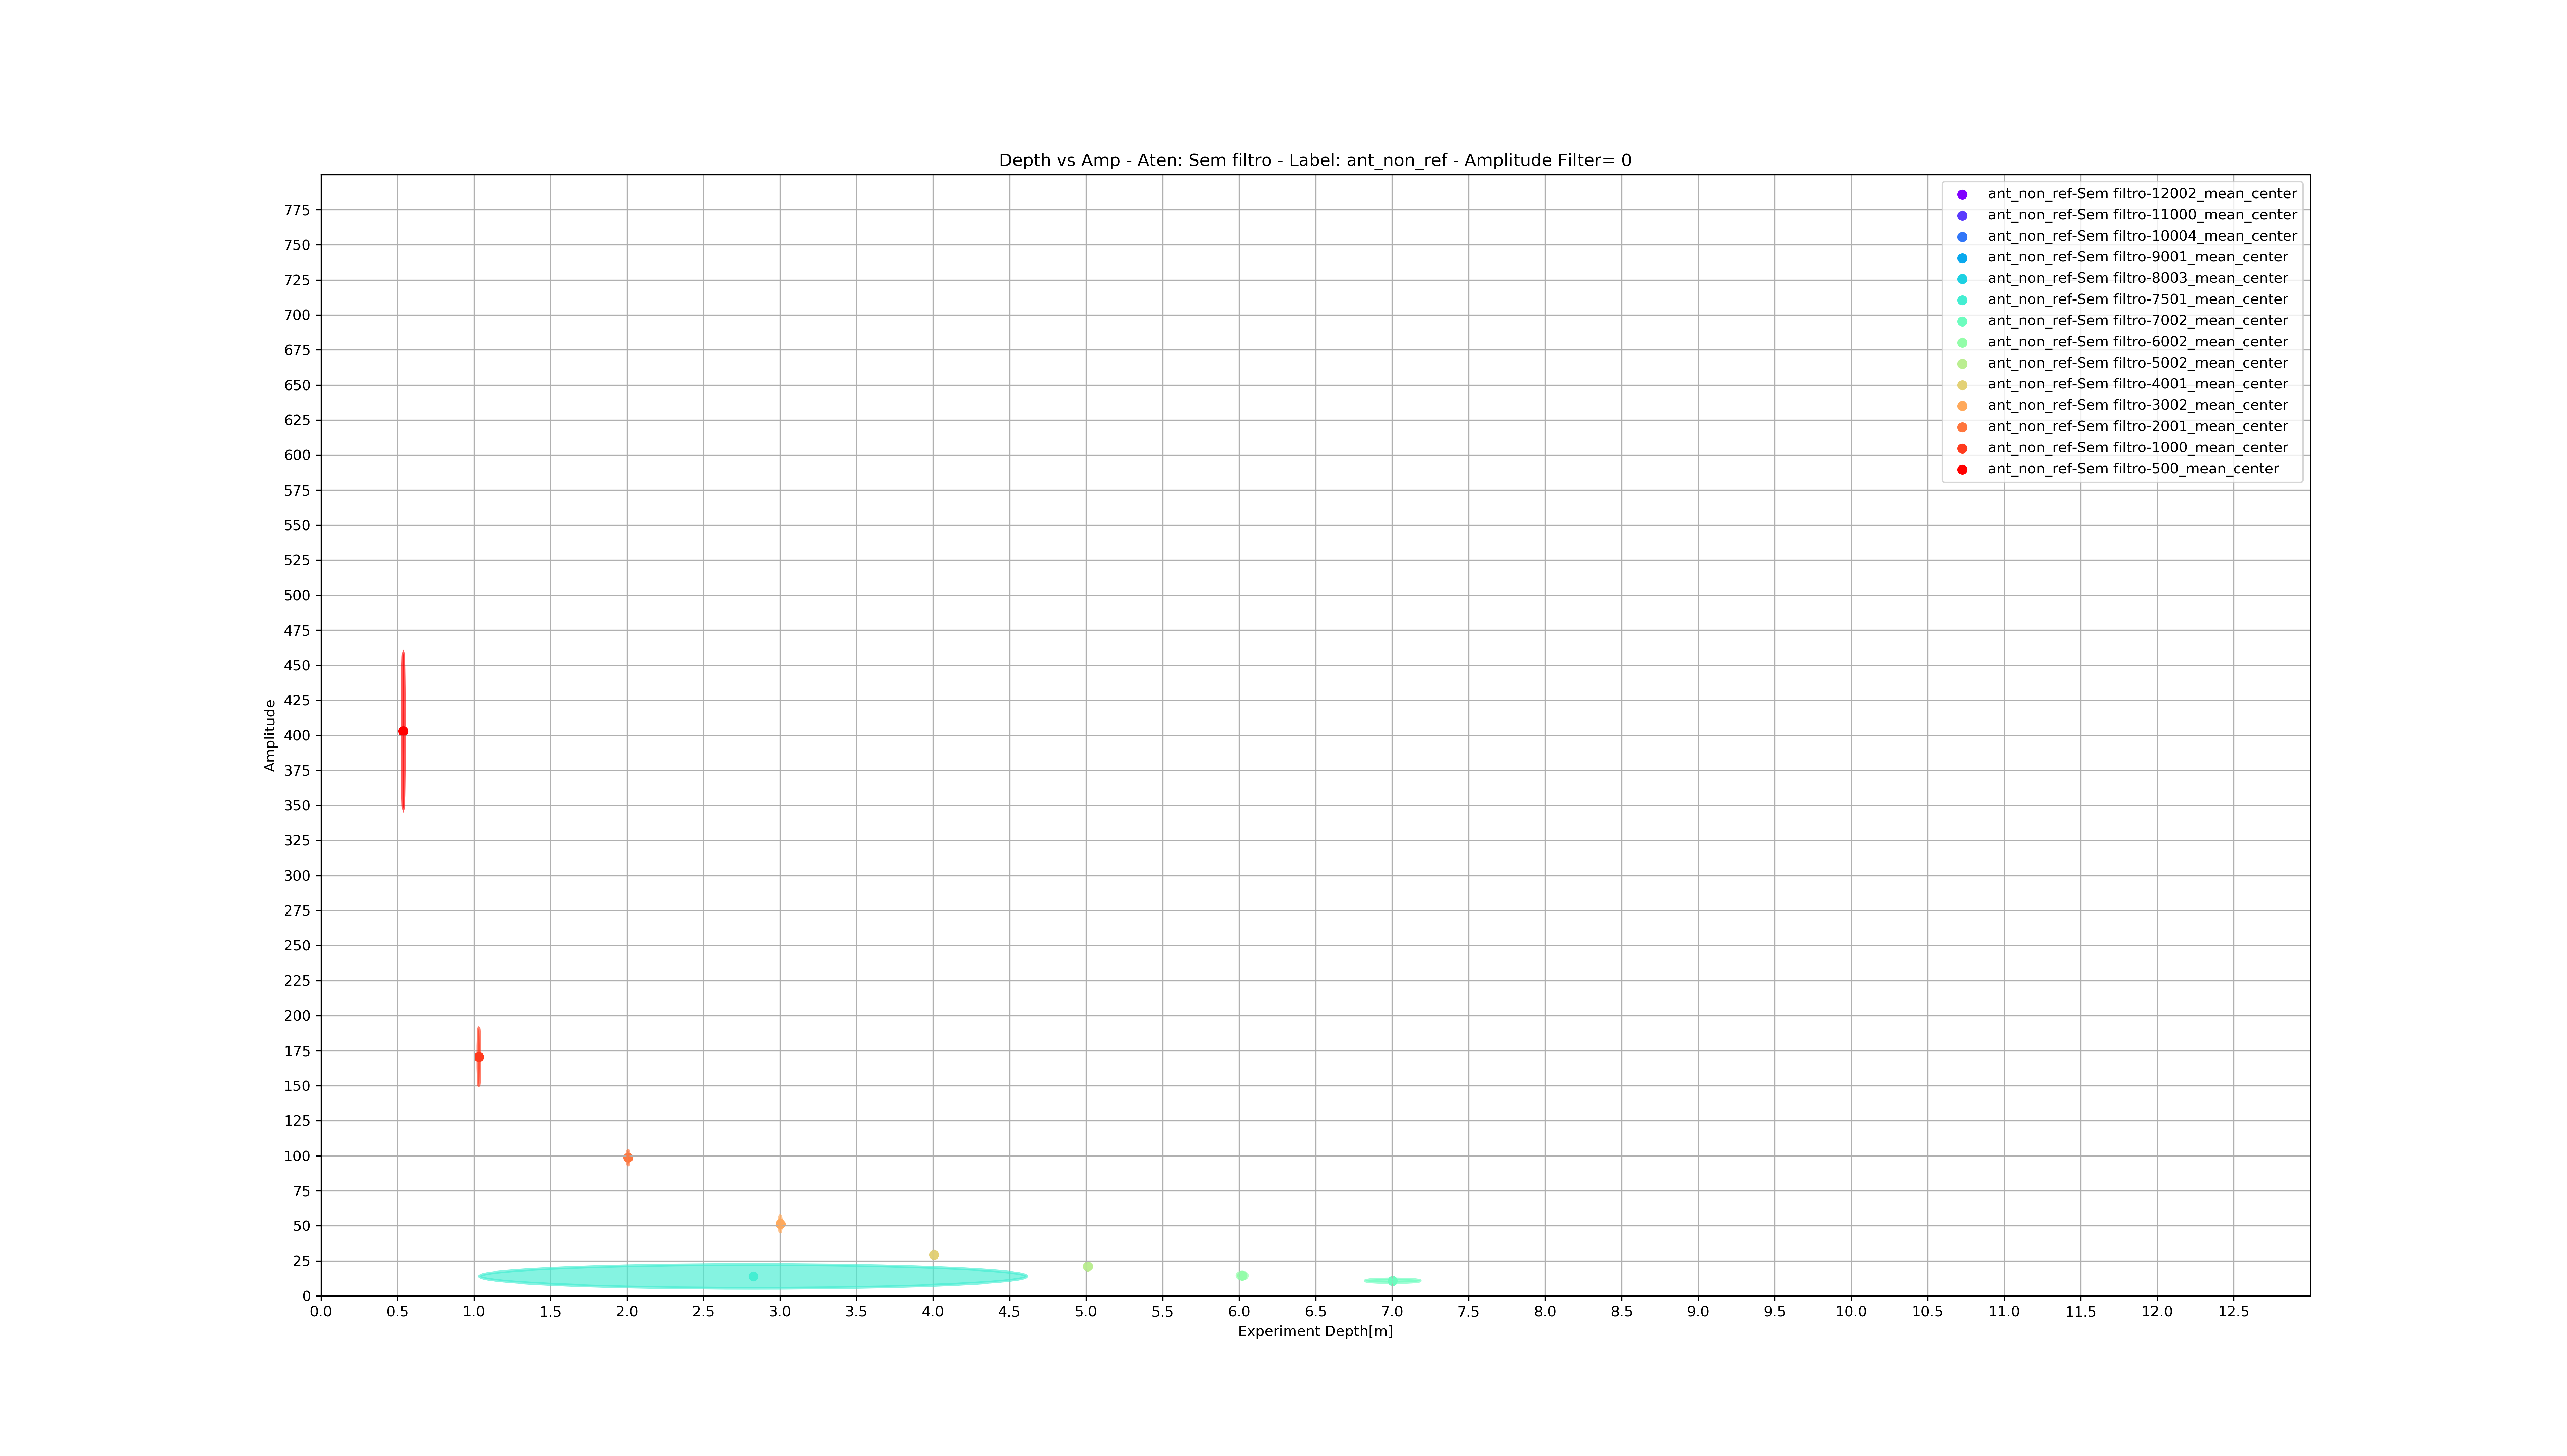 Depth vs Amp - Aten: Sem filtro - Label: ant_non_ref - Amplitude Filter= 0
ant_non_ref-Sem filtro-12002_mean_center
ant_non_ref-Sem filtro-11000_mean_center
ant_non_ref-Sem filtro-10004_mean_center
ant_non_ref-Sem filtro-9001_mean_center
ant_non_ref-Sem filtro-8003_mean_center
ant_non_ref-Sem filtro-7501_mean_center
ant_non_ref-Sem filtro-7002_mean_center
ant_non_ref-Sem filtro-6002_mean_center
ant_non_ref-Sem filtro-5002_mean_center
ant_non_ref-Sem filtro-4001_mean_center
ant_non_ref-Sem filtro-3002_mean_center
ant_non_ref-Sem filtro-2001_mean_center
ant_non_ref-Sem filtro-1000_mean_center
ant_non_ref-Sem filtro-500_mean_center
775
750
725
700
675
650
625
600
575
550
525
500
475
450
425
400
375
350
325
300
275
250
225
200
175
150
125
100
75
50
25
0
Amplitude
0.0 0.5 1.0 1.5 2.0 2.5 3.0 3.5 4.0 4.5 5.0 5.5 6.0 6.5 7.0 7.5 8.0 8.5 9.0 9.5 10.0 10.5 11.0 11.5 12.0 12.5
Experiment Depth[m]